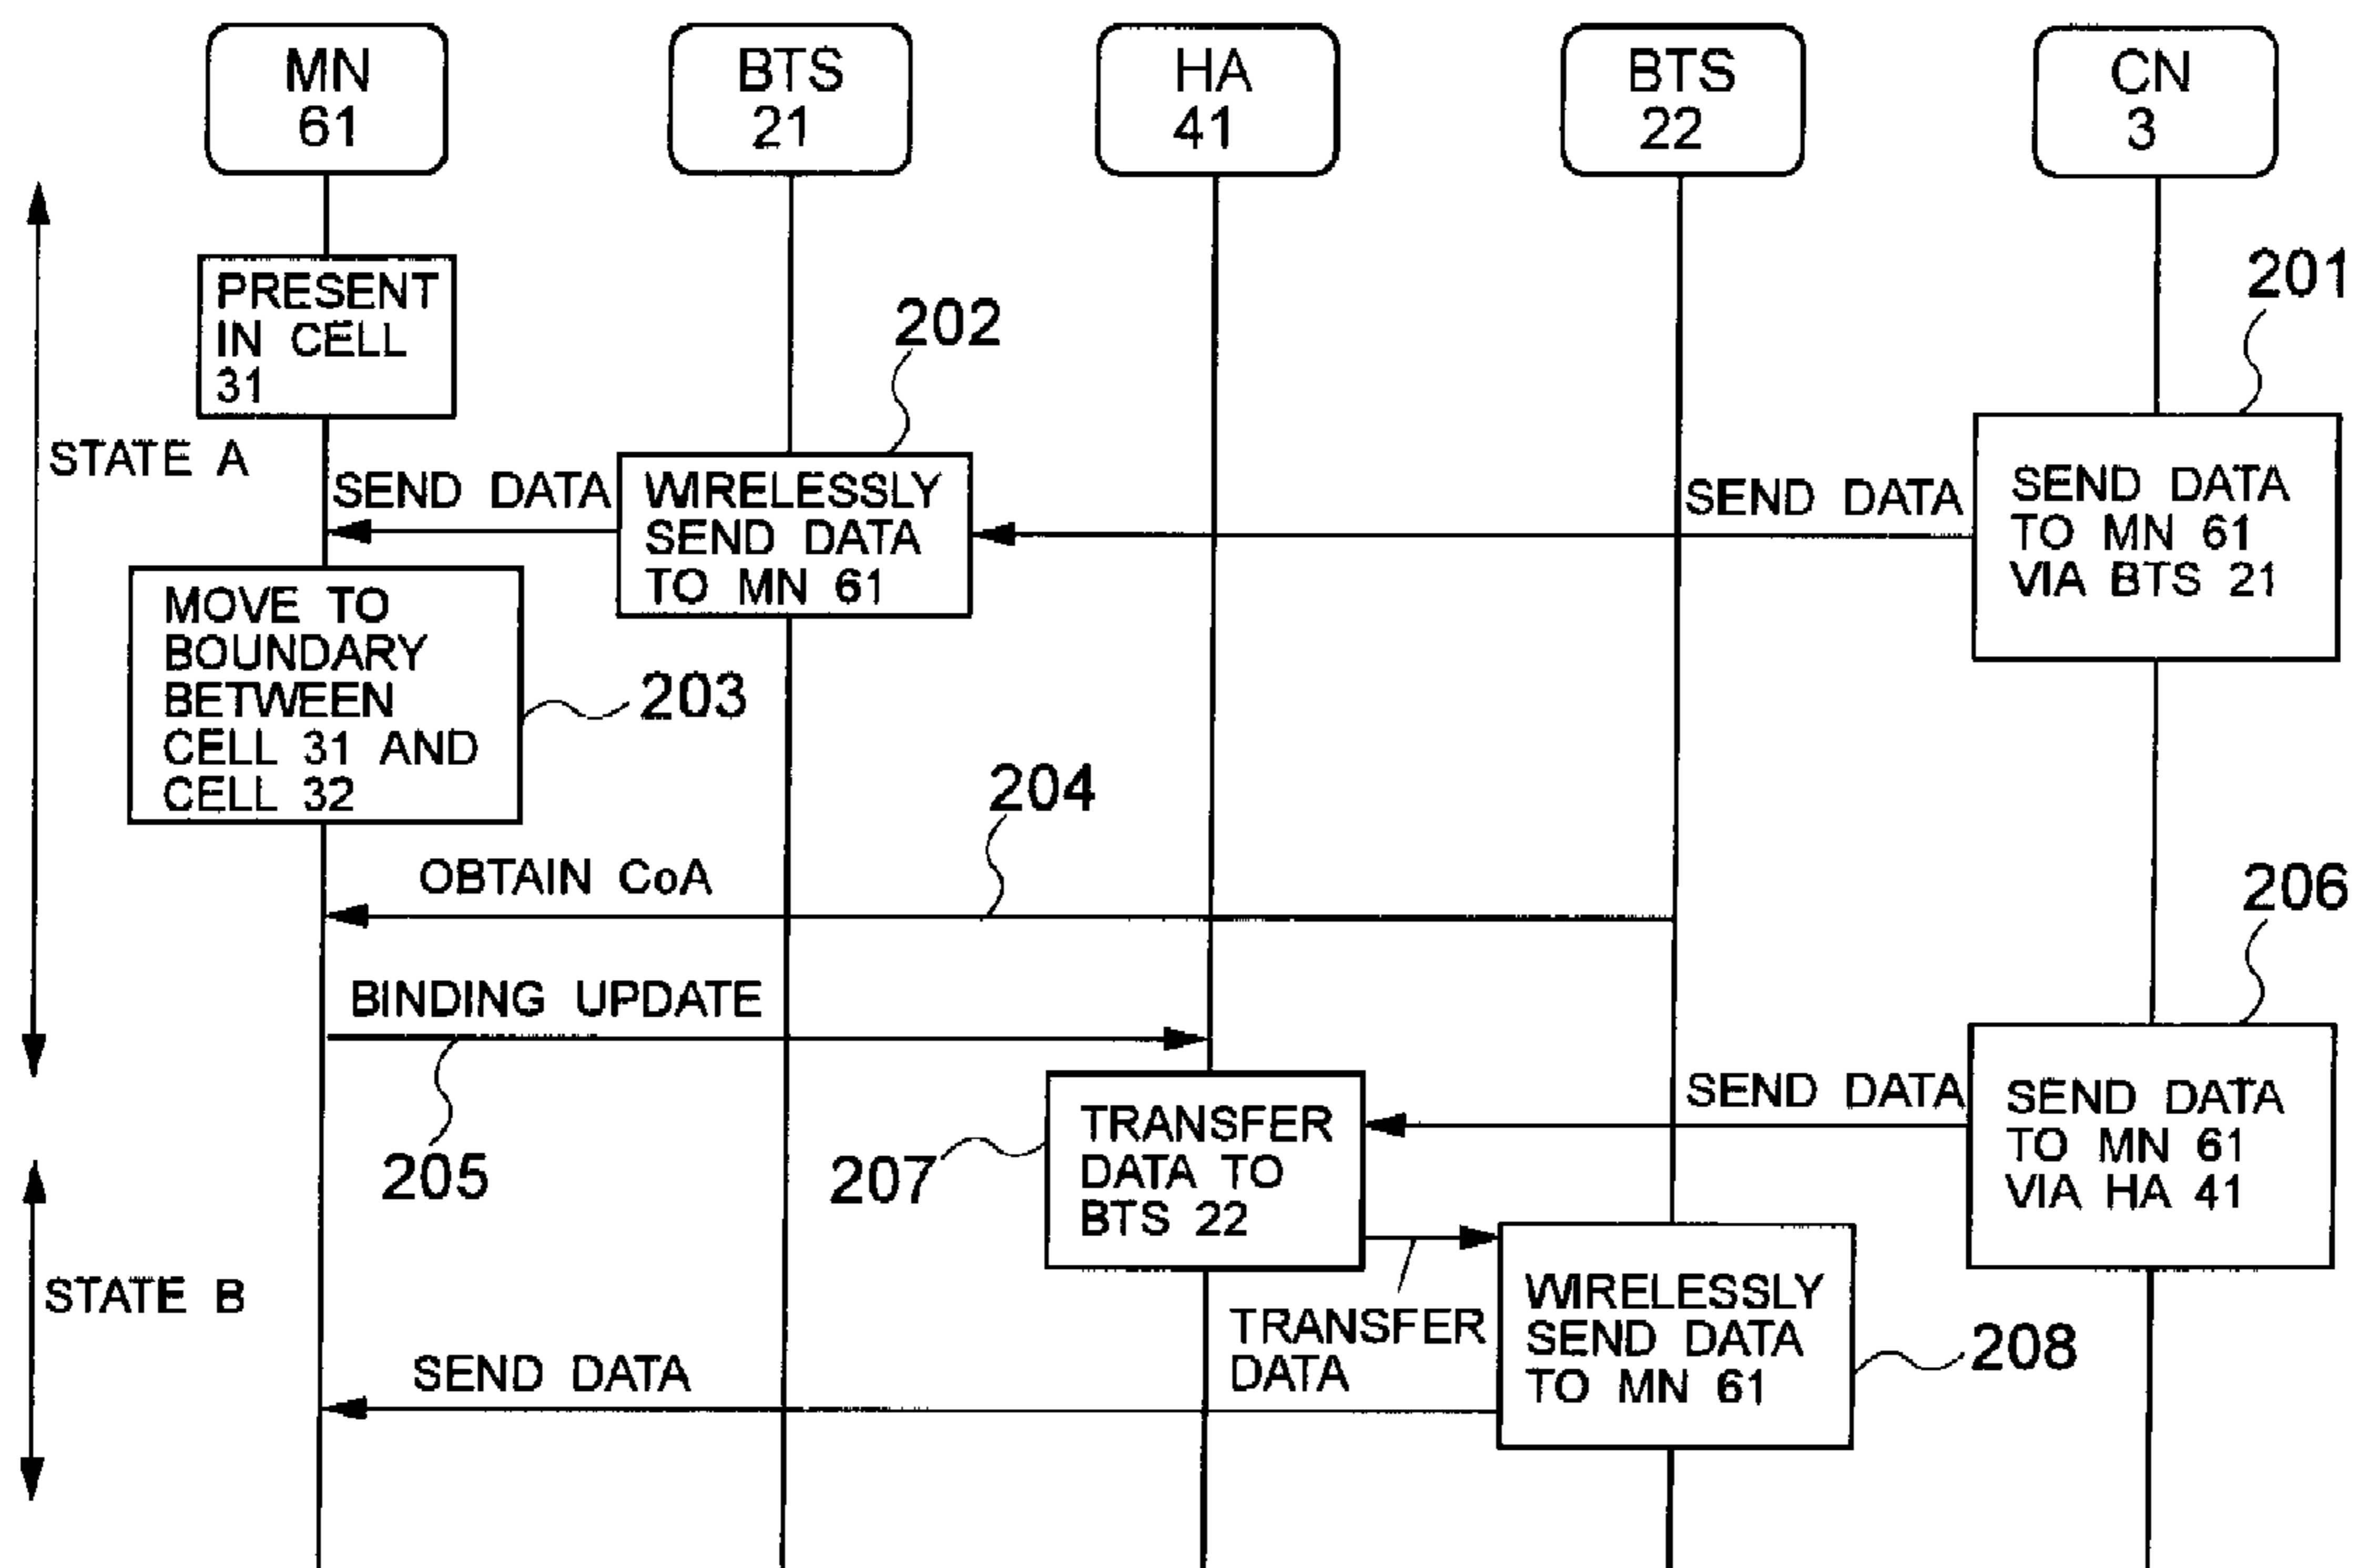 MN
61
BTS
21
HA
41
BTS
22
CN
3
PRESENT
IN CELL
31
201
202
STATE A
SEND DATA
WIRELESSLY
SEND DATA
TO MN 61
SEND DATA
SEND DATA
TO MN 61
VIA BTS 21
MOVE TO
BOUNDARY
BETWEEN
CELL 31 AND
CELL 32
203
204
OBTAIN CoA
206
BINDING UPDATE
205
207
TRANSFER
DATA TO
BTS 22
SEND DATA
SEND DATA
TO MN 61
VIA HA 41
STATE B
TRANSFER
DATA
WIRELESSLY
SEND DATA
TO MN 61
208
SEND DATA